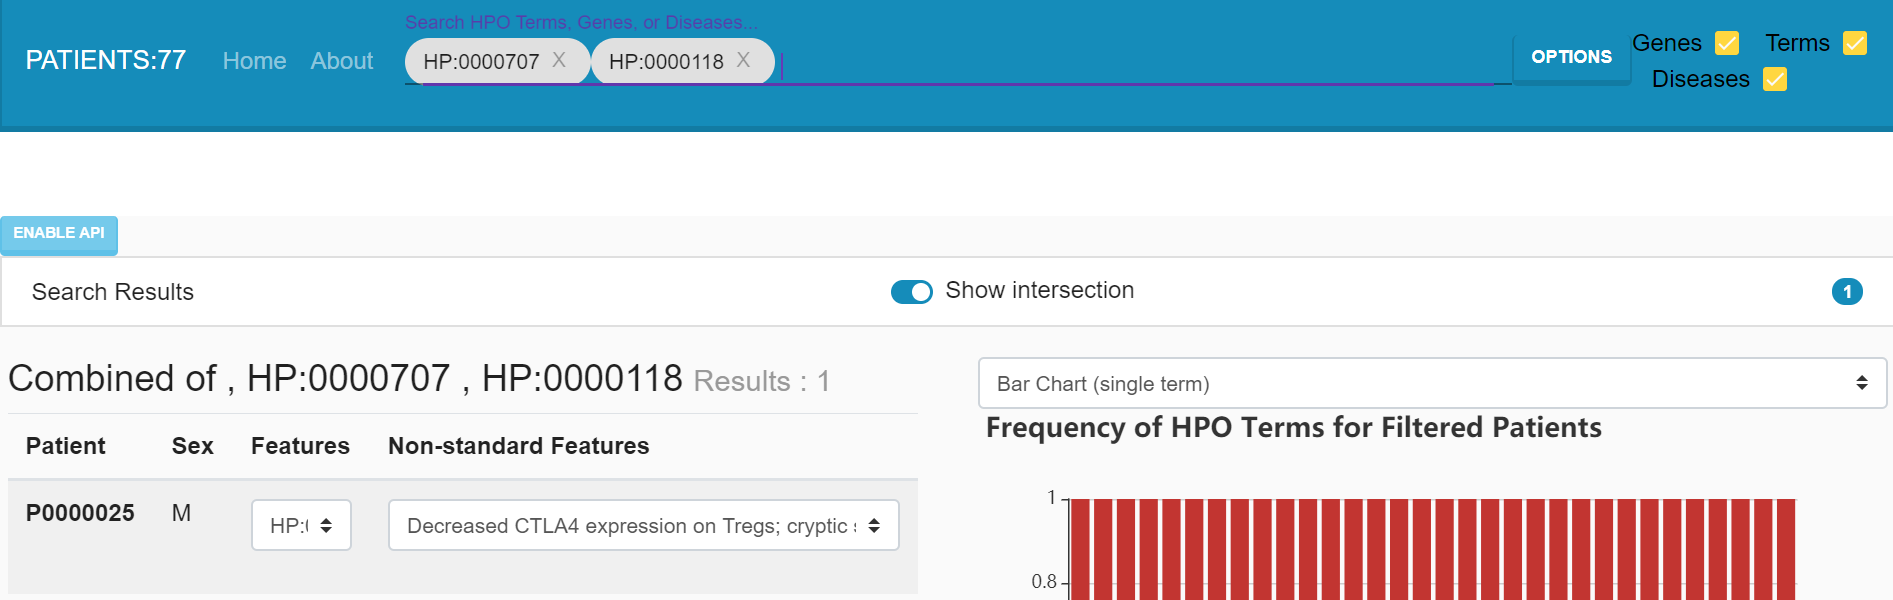 Search HPO Terms, Genes, or Diseases...
PATIENTS:77 Home About HP:0000707 X HP:0000118 X OPTIONS Genes Terms
Diseases
ENABLE API
Search Results Show intersection 1
Combined of , HP:0000707 , HP:0000118 Results : 1
Bar Chart (single term)
Frequency of HPO Terms for Filtered Patients
Patient Sex Features Non-standard Features
P0000025 M HP:( Decreased CTLA4 expression on Tregs; cryptic
1
0.8